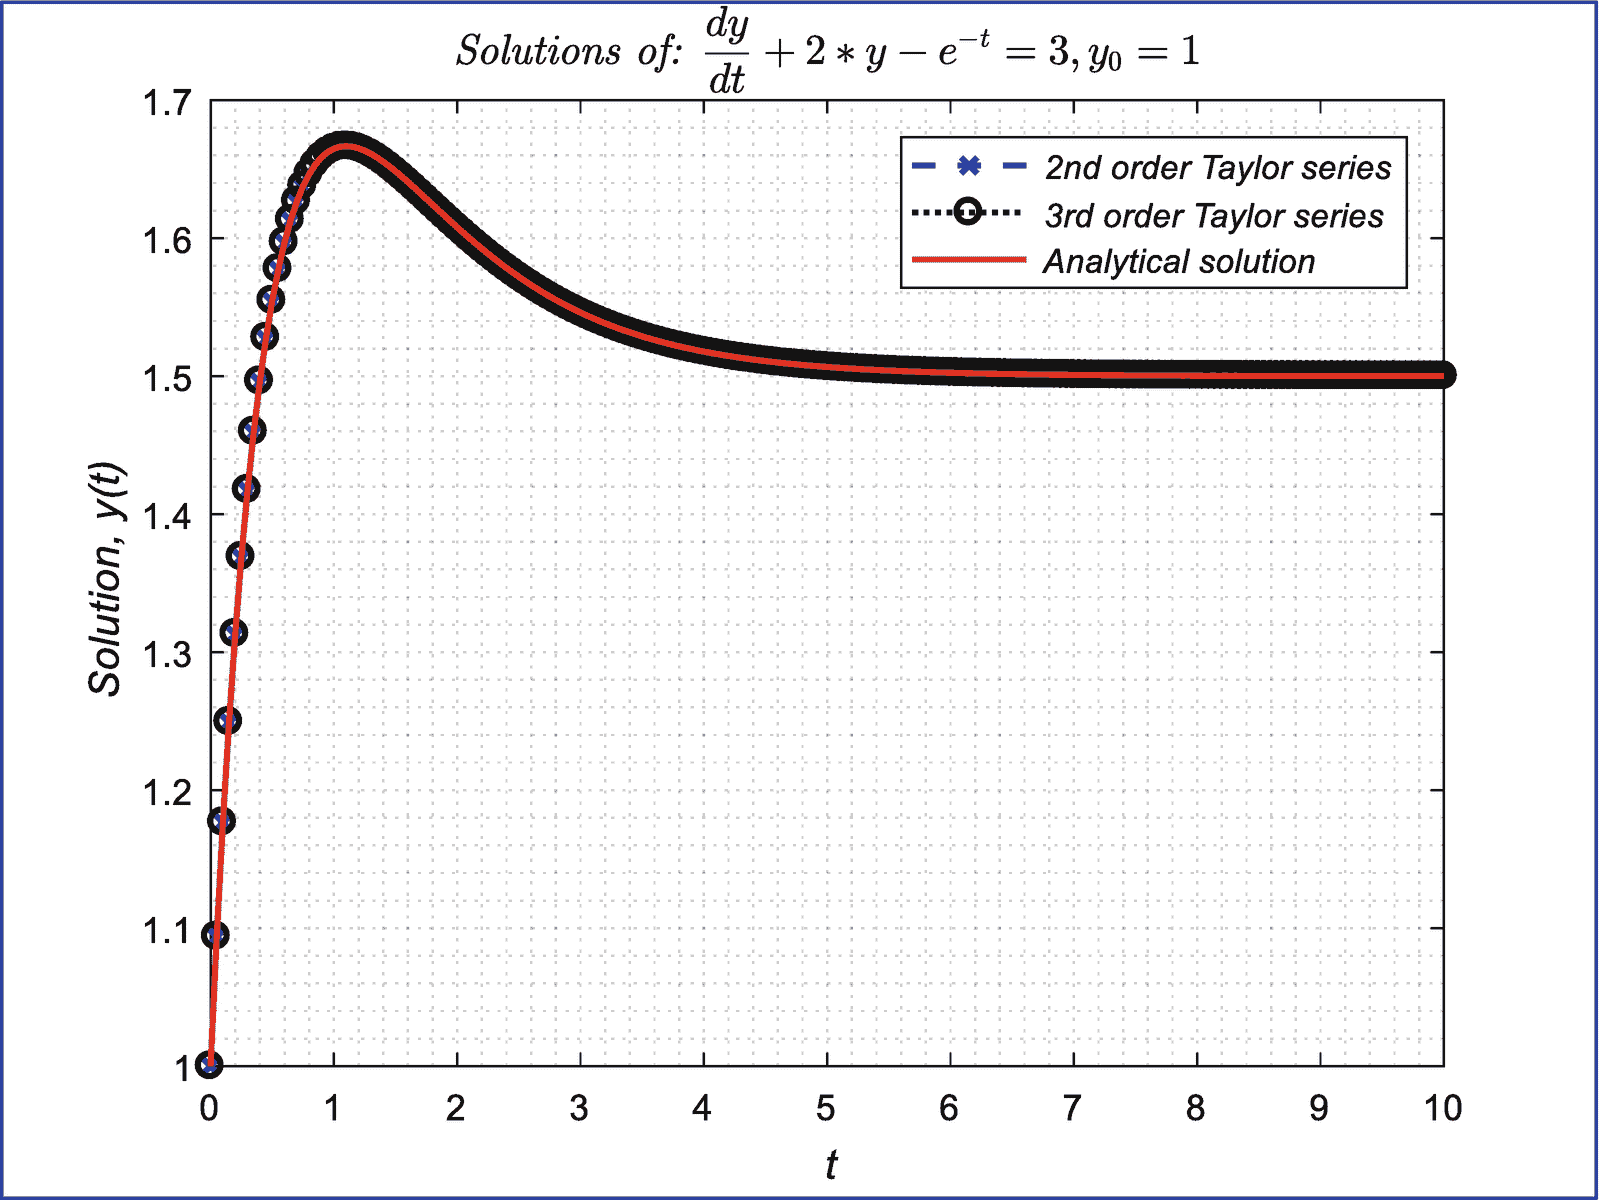 Solutions of: dy/dt + 2 * y − e^{−t} = 3, y_0 = 1
1.7
1.6
1.5
1.4
1.3
1.2
1.1
1
Solution, y(t)
2nd order Taylor series
3rd order Taylor series
Analytical solution
0 1 2 3 4 5 6 7 8 9 10
t